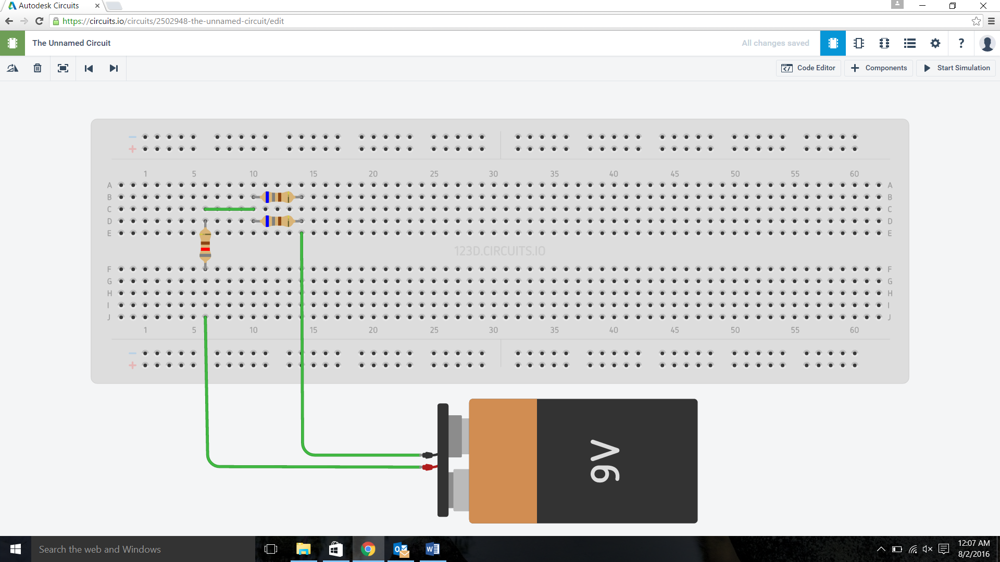 Autodesk Circuits
https://circuits.io/circuits/2502948-the-unnamed-circuit/edit
The Unnamed Circuit
All changes saved
?
Code Editor
+ Components
Start Simulation
−
+
1 5 10 15 20 25 30 35 40 45 50 55 60
A A
B B
C C
D D
E E
123D.CIRCUITS.IO
F F
G G
H H
I I
J J
1 5 10 15 20 25 30 35 40 45 50 55 60
−
+
9V
Search the web and Windows
12:07 AM
8/2/2016